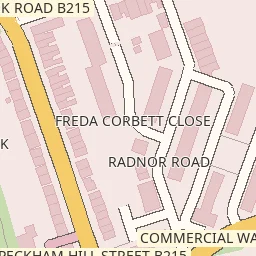 K ROAD B215
FREDA CORBETT CLOSE
K
RADNOR ROAD
COMMERCIAL WA
PECKHAM HILL STREET B215